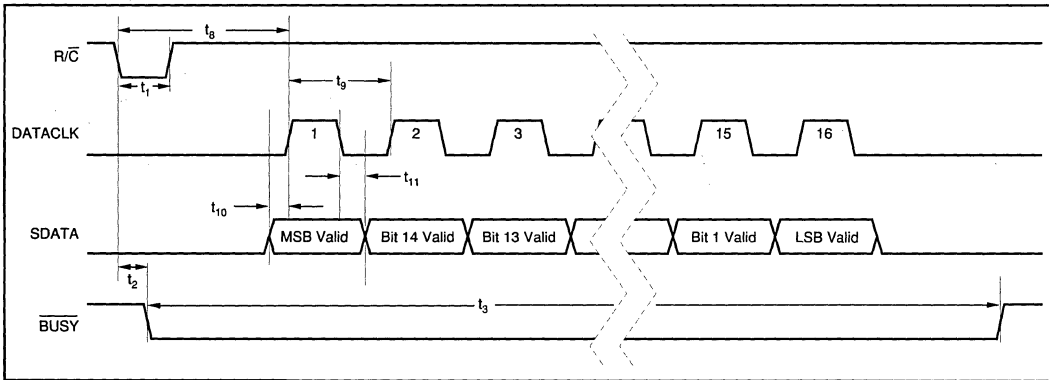 t8
R/C̅
t1
t9
DATACLK
1
2
3
15
16
t11
t10
SDATA
MSB Valid
Bit 14 Valid
Bit 13 Valid
Bit 1 Valid
LSB Valid
t2
t3
B̅U̅S̅Y̅